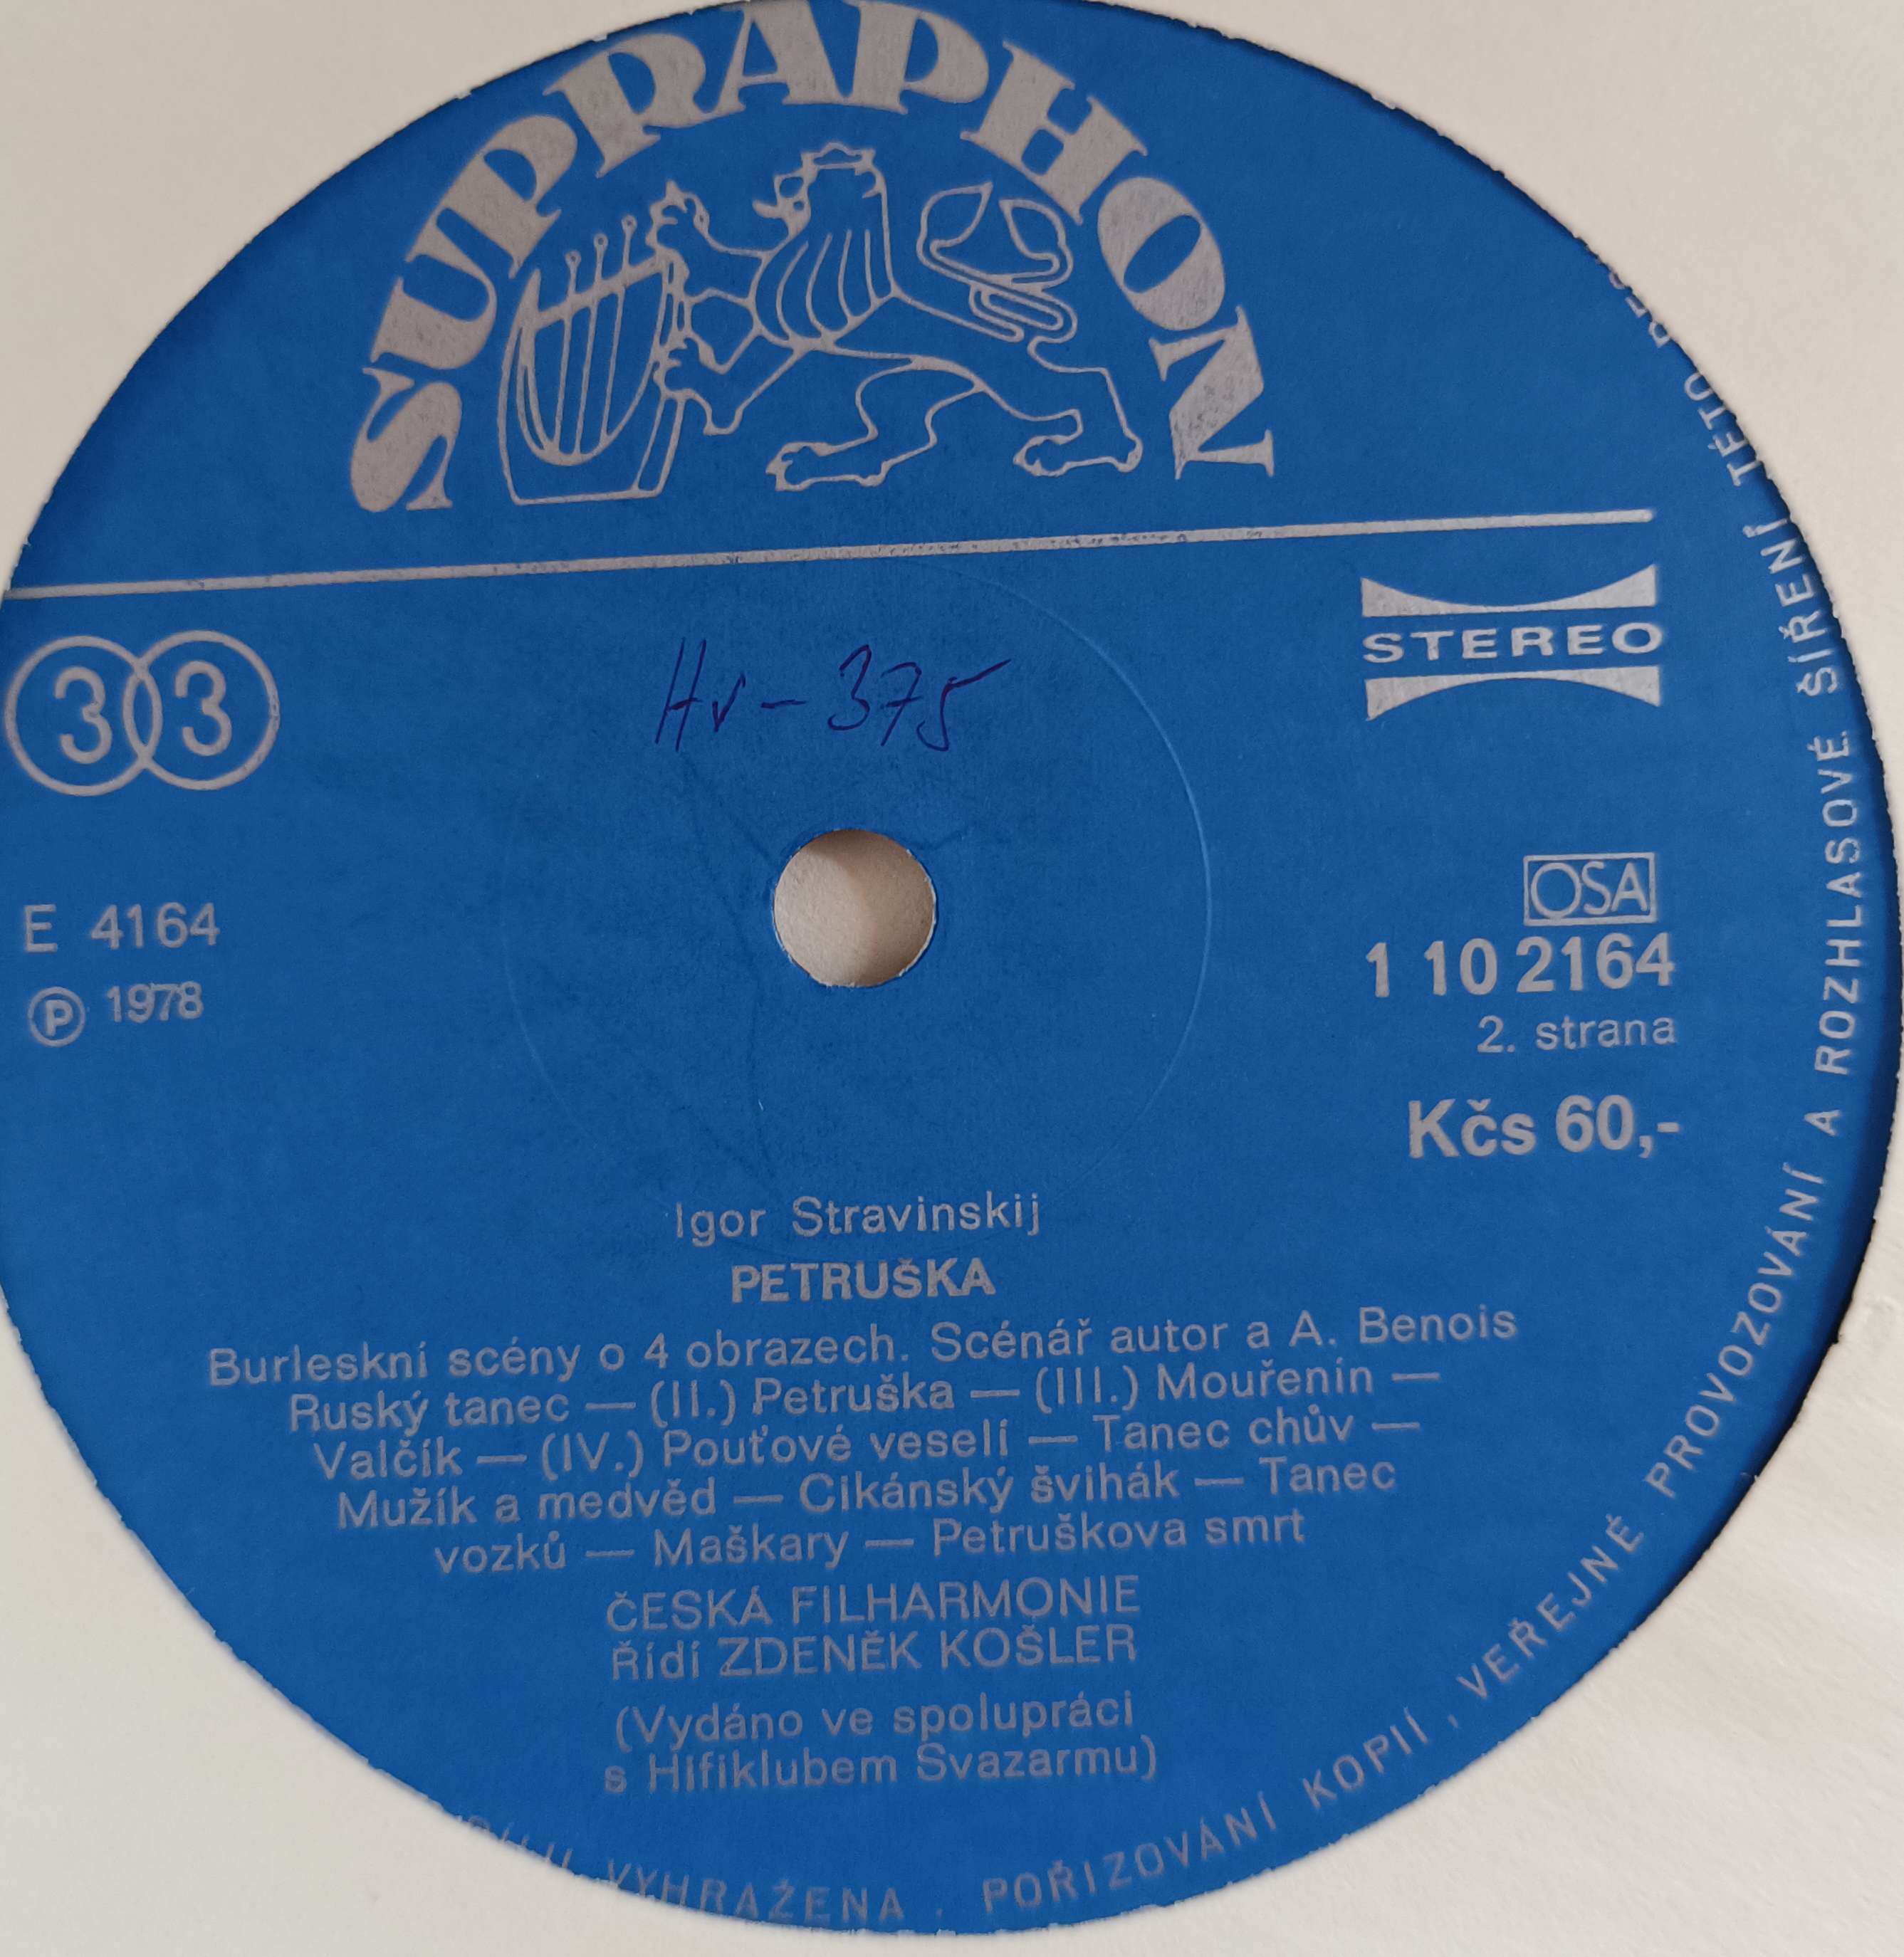 SUPRAPHON
33
STEREO
Hv - 375
E 4164
Ⓟ 1978
OSA
1 10 2164
2. strana
Kčs 60,-
Igor Stravinskij
PETRUŠKA
Burleskní scény o 4 obrazech. Scénář autor a A. Benois
Ruský tanec — (II.) Petruška — (III.) Mouřenín —
Valčík — (IV.) Pouťové veselí — Tanec chův —
Mužík a medvěd — Cikánský švihák — Tanec
vozků — Maškary — Petruškova smrt
ČESKÁ FILHARMONIE
Řídí ZDENĚK KOŠLER
(Vydáno ve spolupráci
s Hifiklubem Svazarmu)
VYHRAŽENA . POŘIZOVÁNÍ KOPIÍ, VEŘEJNÉ PROVOZOVÁNÍ A ROZHLASOVÉ ŠÍŘENÍ TÉTO